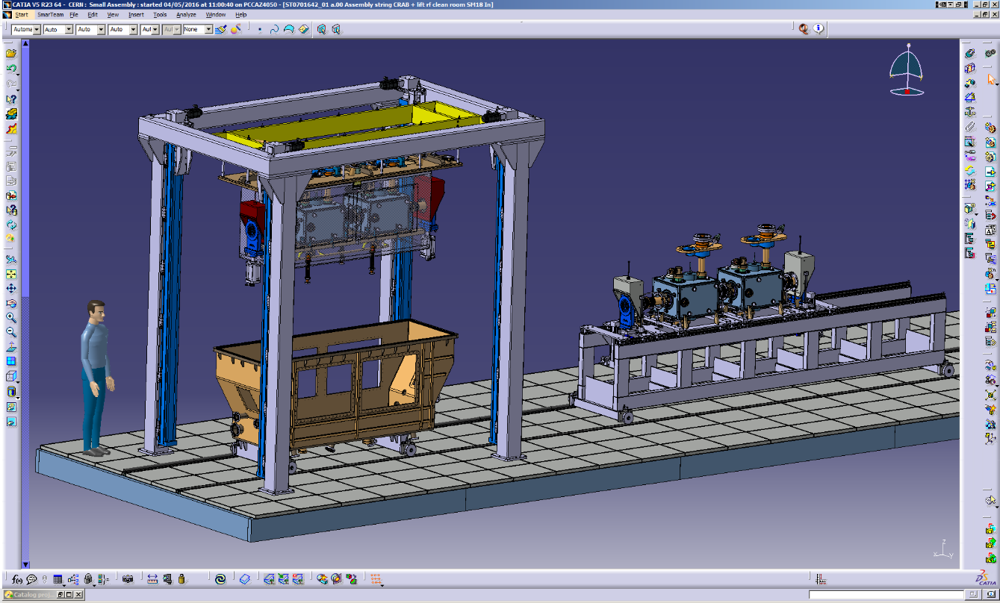 CATIA V5 R23 64 - CERN : Small Assembly : started 04/05/2016 at 11:00:40 on PCCAZ4050 - [ST0701642_01 a.00 Assembly string CRAB + lift rf clean room SM18 In]
Start SmarTeam File Edit View Insert Tools Analyze Window Help
Automa Auto Auto Auto Aut Aut None
z
x y
f(x)
CATIA
Catalog proj...